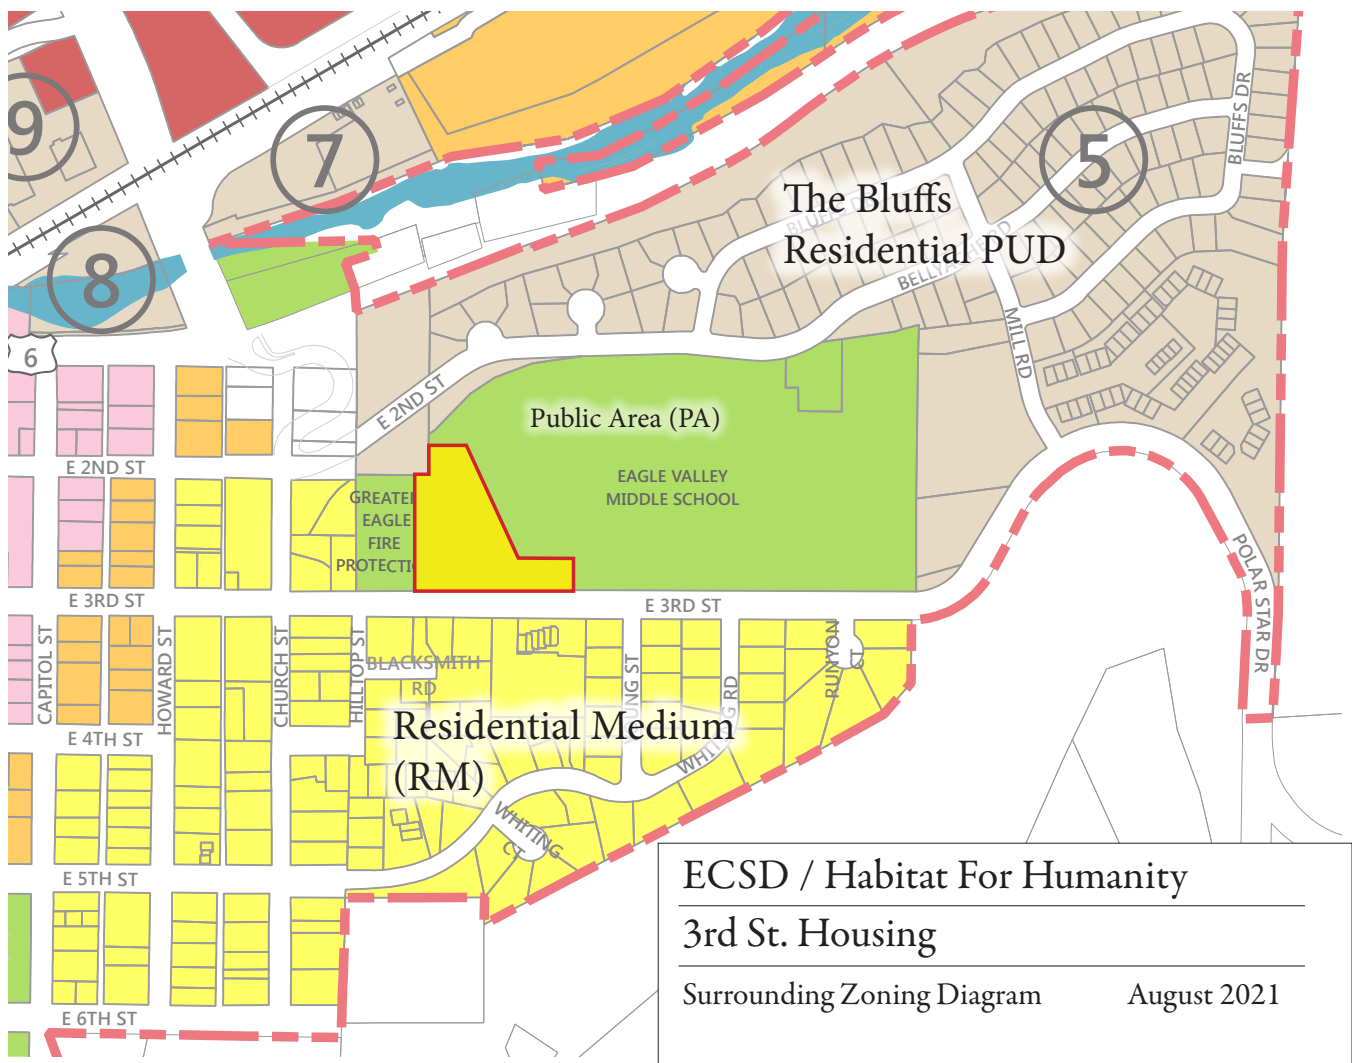 9
7
5
8
6
BLUFFS DR
The Bluffs
Residential PUD
MILL RD
E 2ND ST
Public Area (PA)
EAGLE VALLEY
MIDDLE SCHOOL
E 2ND ST
GREATE
EAGLE
FIRE
PROTECTI
POLAR STAR DR
E 3RD ST
E 3RD ST
CAPITOL ST
HOWARD ST
CHURCH ST
HILLTOP ST
BLACKSMITH
RD
RUNYON
CT
Residential Medium
(RM)
E 4TH ST
WHITING
CT
E 5TH ST
E 6TH ST
ECSD / Habitat For Humanity
3rd St. Housing
Surrounding Zoning Diagram
August 2021